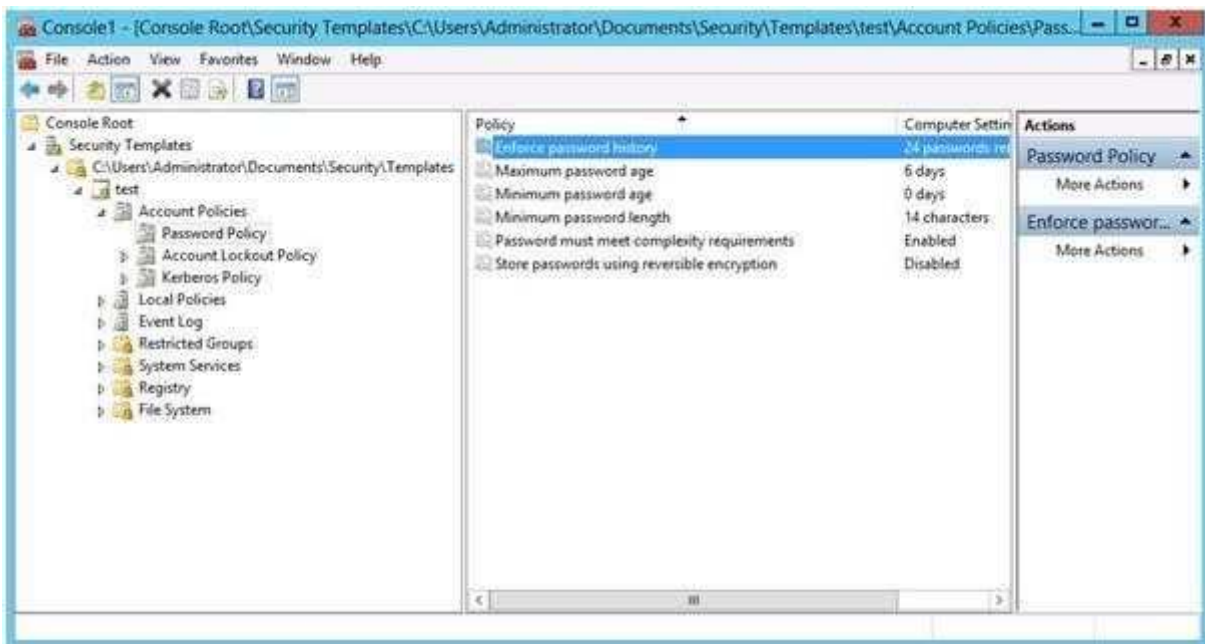 Console1 - [Console Root\Security Templates\C:\Users\Administrator\Documents\Security\Templates\test\Account Policies\Pass...
File Action View Favorites Window Help
Console Root
Security Templates
C:\Users\Administrator\Documents\Security\Templates
test
Account Policies
Password Policy
Account Lockout Policy
Kerberos Policy
Local Policies
Event Log
Restricted Groups
System Services
Registry
File System
Policy Computer Settin
Enforce password history 24 passwords re
Maximum password age 6 days
Minimum password age 0 days
Minimum password length 14 characters
Password must meet complexity requirements Enabled
Store passwords using reversible encryption Disabled
Actions
Password Policy
More Actions
Enforce passwor...
More Actions